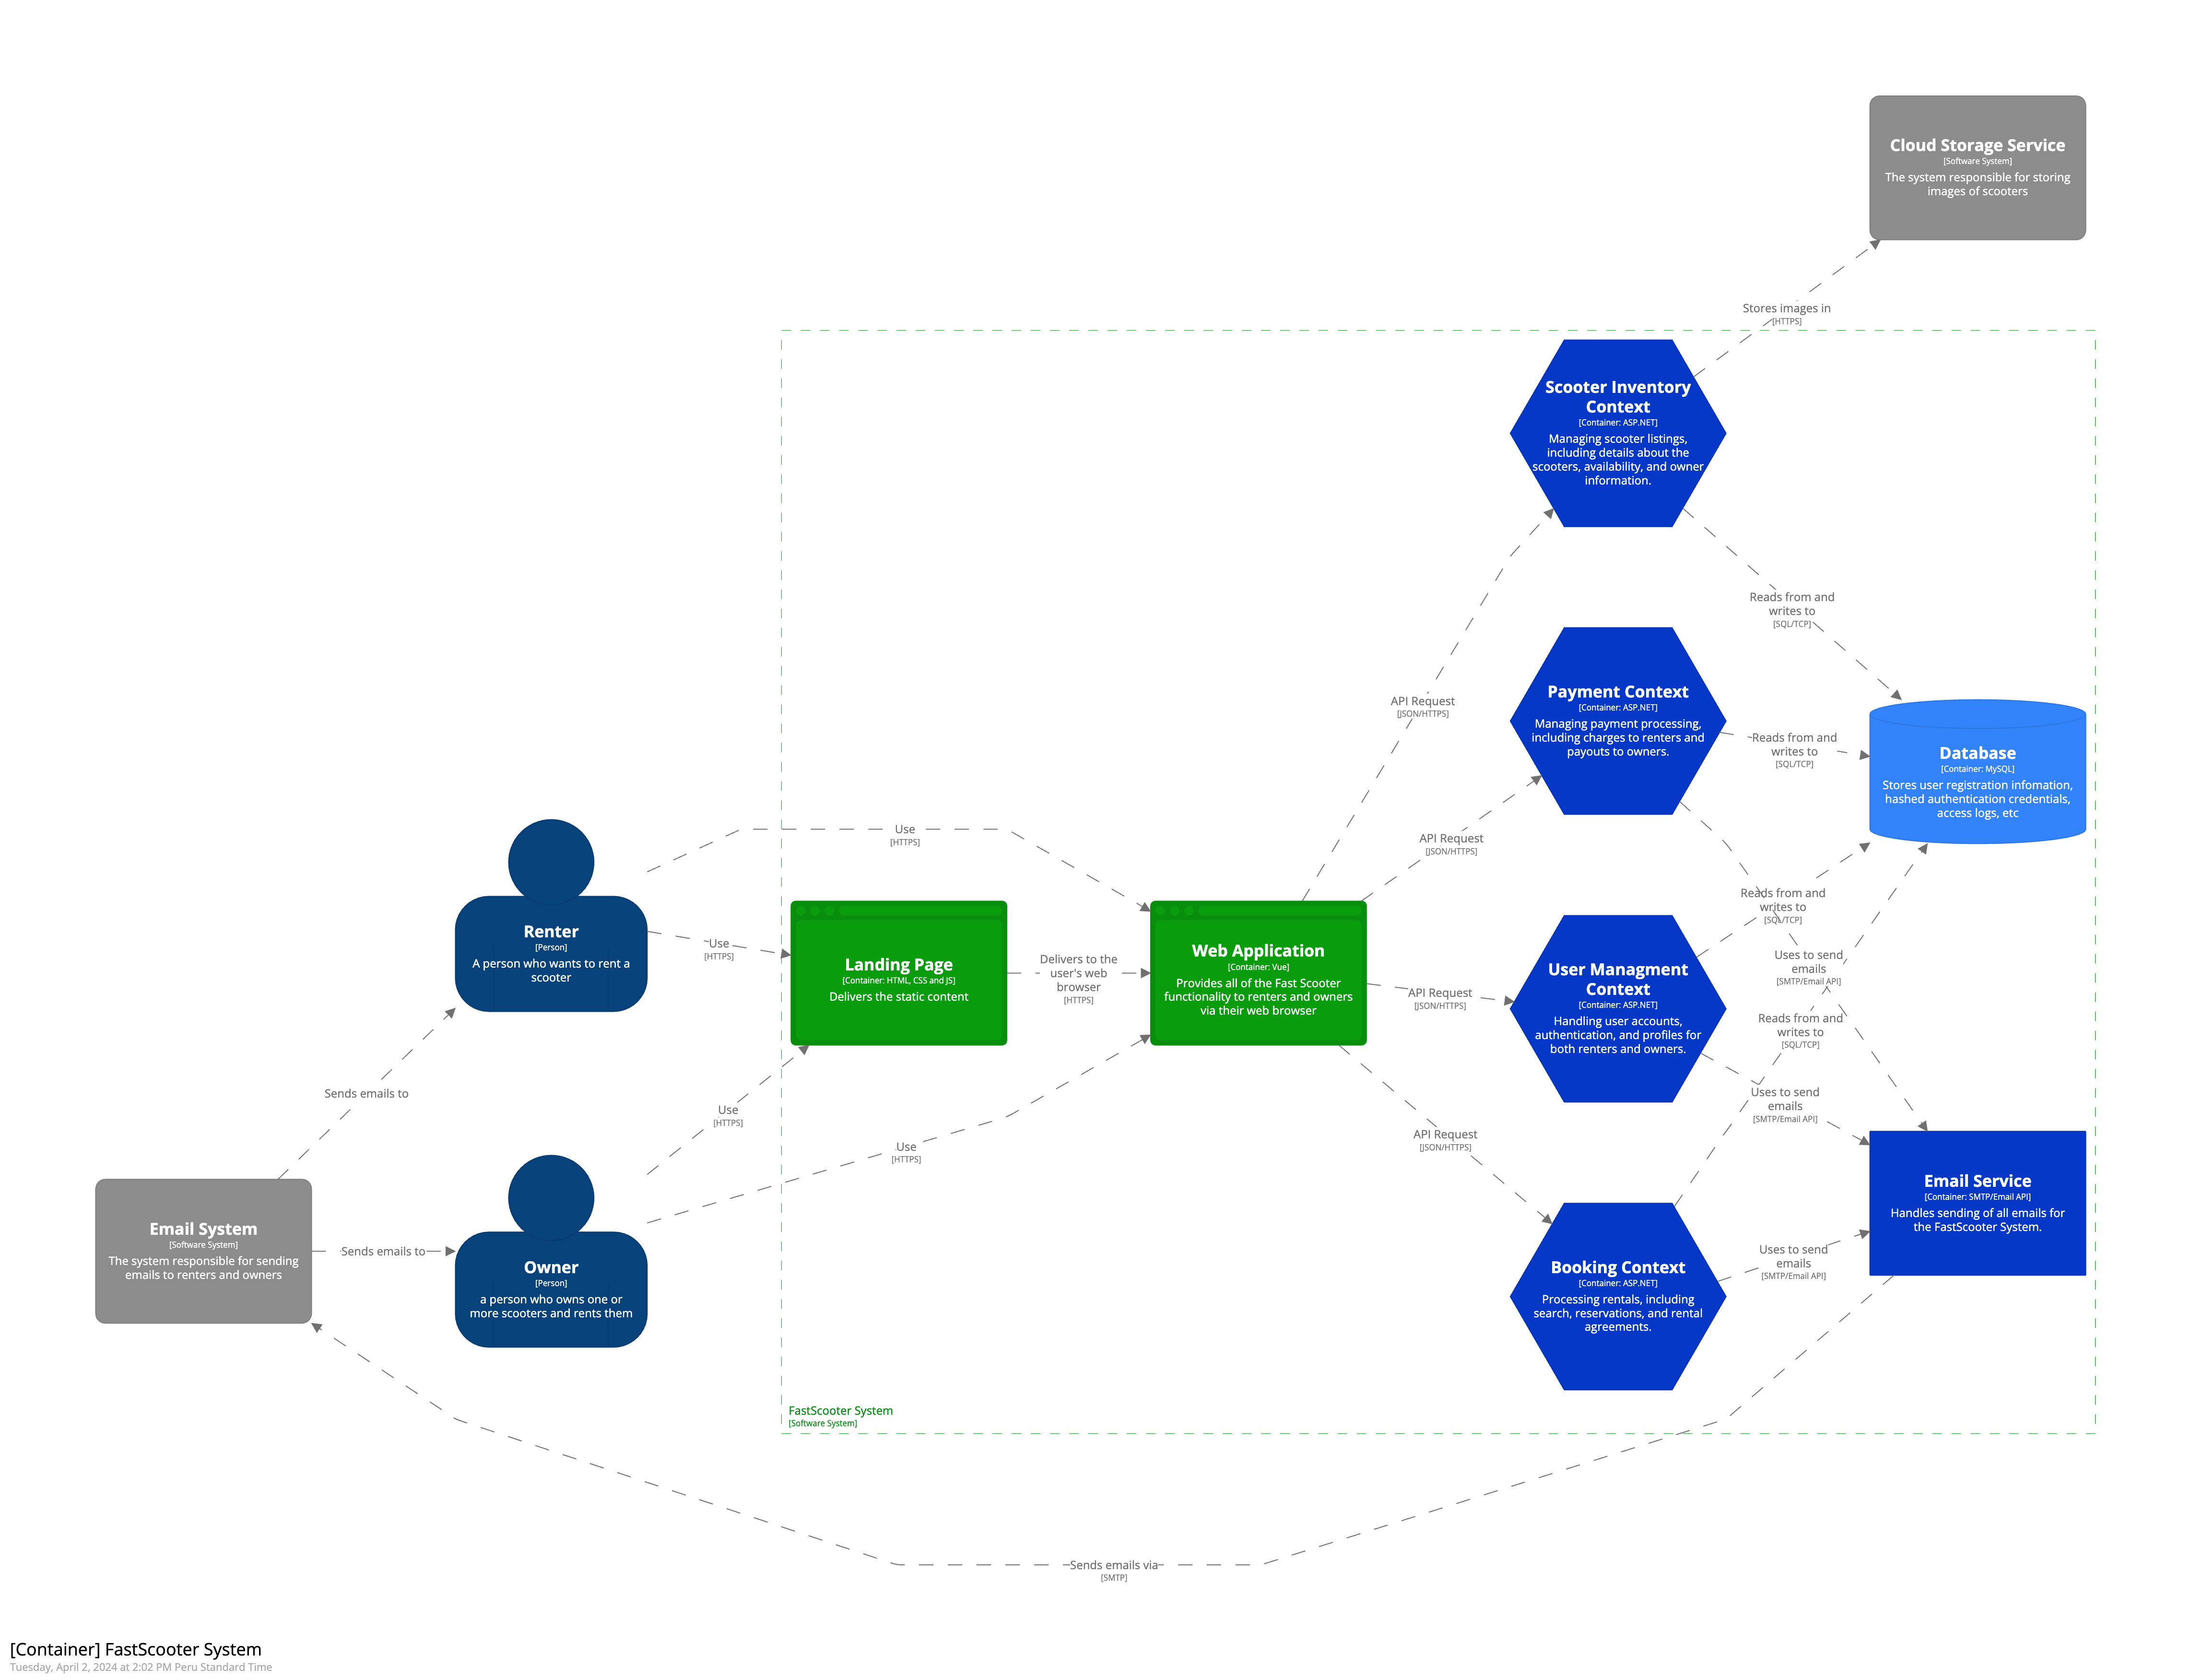 Cloud Storage Service
[Software System]
The system responsible for storing
images of scooters
Stores images in
[HTTPS]
Scooter Inventory
Context
[Container: ASP.NET]
Managing scooter listings,
including details about the
scooters, availability, and owner
information.
Reads from and
writes to
[SQL/TCP]
API Request
[JSON/HTTPS]
Payment Context
[Container: ASP.NET]
Managing payment processing,
including charges to renters and
payouts to owners.
Reads from and
writes to
[SQL/TCP]
Database
[Container: MySQL]
Stores user registration infomation,
hashed authentication credentials,
access logs, etc
Use
[HTTPS]
API Request
[JSON/HTTPS]
Reads from and
writes to
[SQL/TCP]
Renter
[Person]
A person who wants to rent a
scooter
Use
[HTTPS]
Landing Page
[Container: HTML, CSS and JS]
Delivers the static content
Delivers to the
user's web
browser
[HTTPS]
Web Application
[Container: Vue]
Provides all of the Fast Scooter
functionality to renters and owners
via their web browser
API Request
[JSON/HTTPS]
User Managment
Context
[Container: ASP.NET]
Handling user accounts,
authentication, and profiles for
both renters and owners.
Uses to send
emails
[SMTP/Email API]
Reads from and
writes to
[SQL/TCP]
Sends emails to
Use
[HTTPS]
Use
[HTTPS]
API Request
[JSON/HTTPS]
Uses to send
emails
[SMTP/Email API]
Email Service
[Container: SMTP/Email API]
Handles sending of all emails for
the FastScooter System.
Email System
[Software System]
The system responsible for sending
emails to renters and owners
Sends emails to
Owner
[Person]
a person who owns one or
more scooters and rents them
Booking Context
[Container: ASP.NET]
Processing rentals, including
search, reservations, and rental
agreements.
Uses to send
emails
[SMTP/Email API]
FastScooter System
[Software System]
Sends emails via
[SMTP]
[Container] FastScooter System
Tuesday, April 2, 2024 at 2:02 PM Peru Standard Time